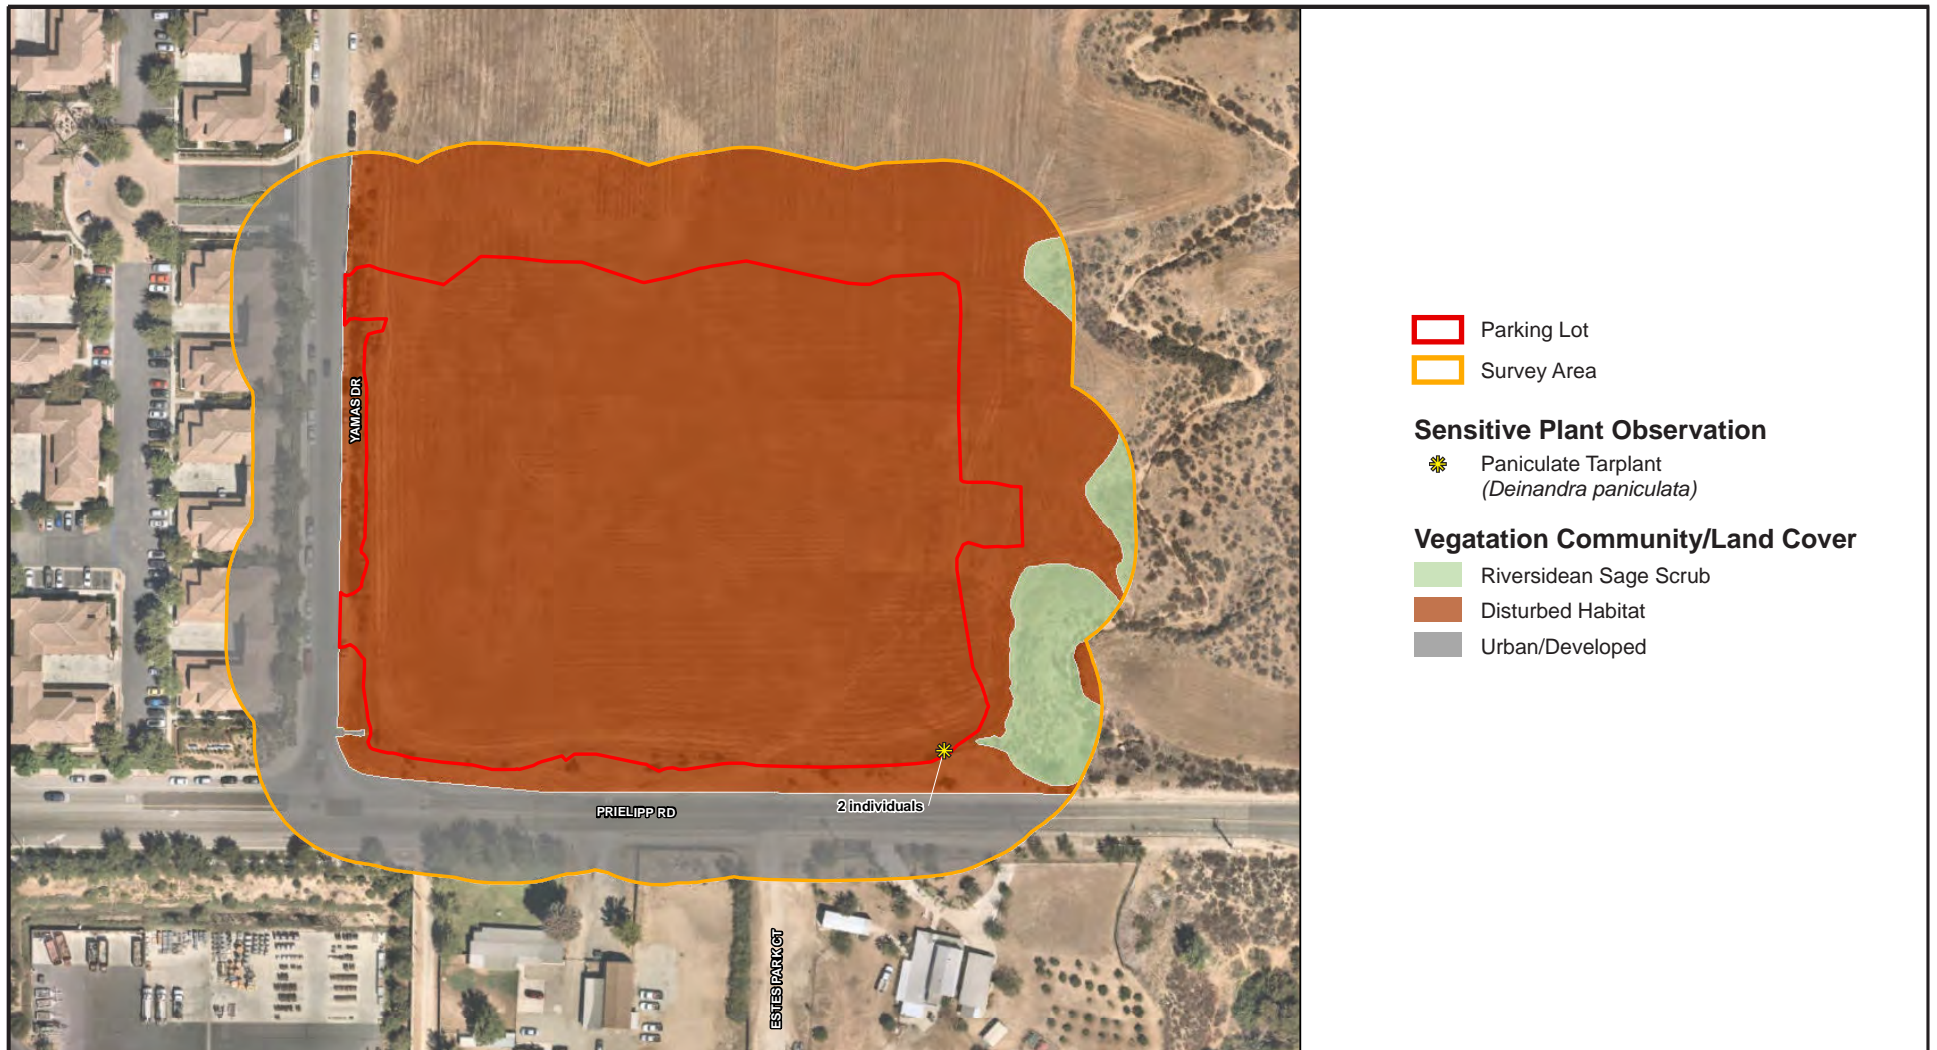 YAMAS DR
PRIELIPP RD
2 individuals
ESTES PARK CT
Parking Lot
Survey Area
Sensitive Plant Observation
Paniculate Tarplant
(Deinandra paniculata)
Vegatation Community/Land Cover
Riversidean Sage Scrub
Disturbed Habitat
Urban/Developed